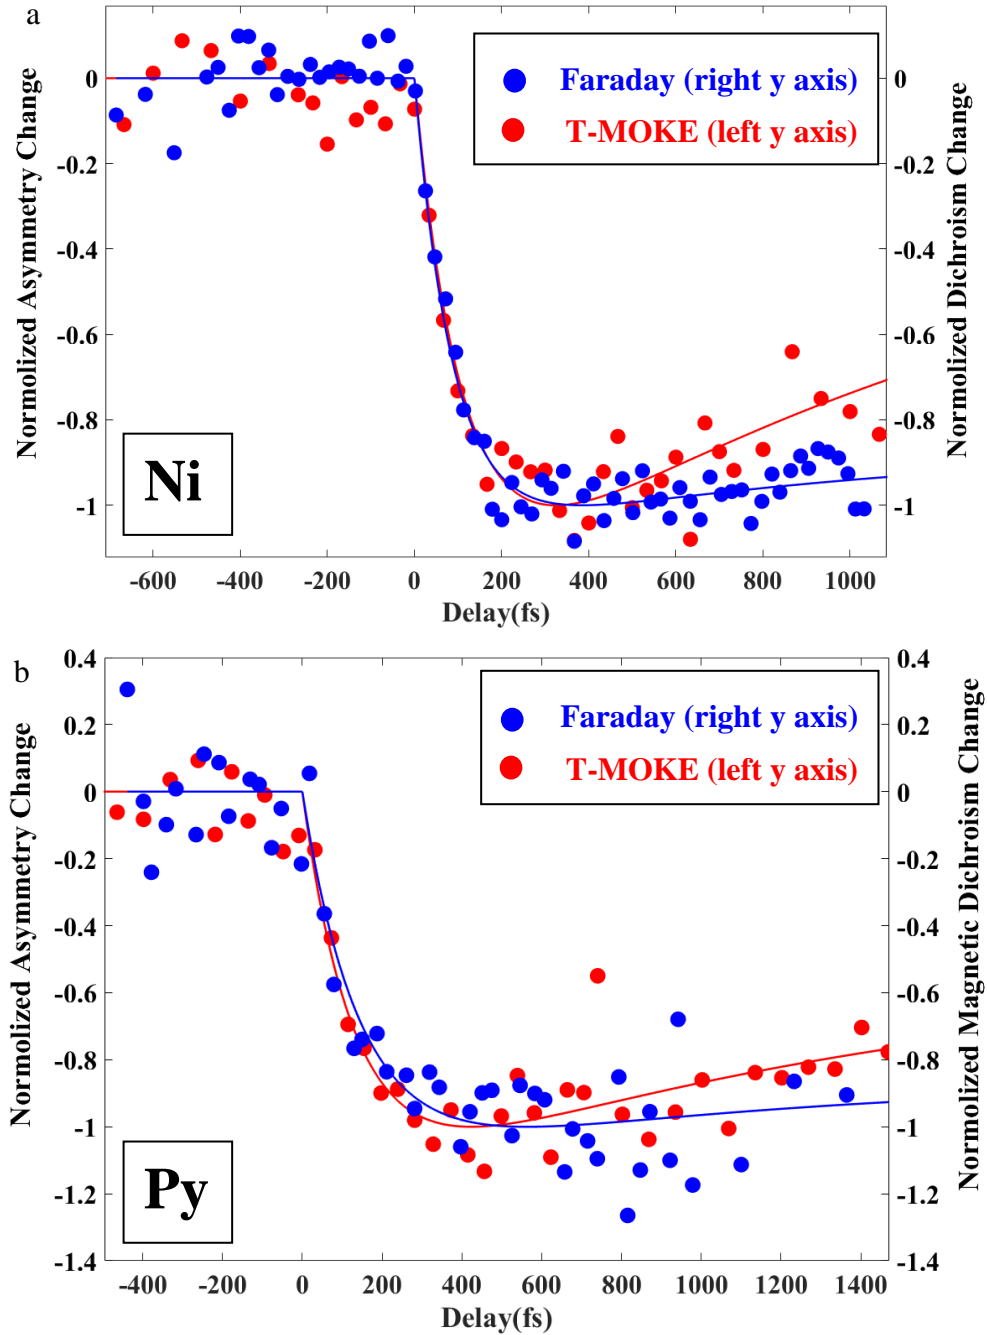 a
Normolized Asymmetry Change
Normolized Dichroism Change
0
-0.2
-0.4
-0.6
-0.8
-1
0
-0.2
-0.4
-0.6
-0.8
-1
Faraday (right y axis)
T-MOKE (left y axis)
Ni
-600 -400 -200 0 200 400 600 800 1000
Delay(fs)
b
Normolized Asymmetry Change
Normolized Magnetic Dichroism Change
0.4
0.2
0
-0.2
-0.4
-0.6
-0.8
-1
-1.2
-1.4
0.4
0.2
0
-0.2
-0.4
-0.6
-0.8
-1
-1.2
-1.4
Faraday (right y axis)
T-MOKE (left y axis)
Py
-400 -200 0 200 400 600 800 1000 1200 1400
Delay(fs)